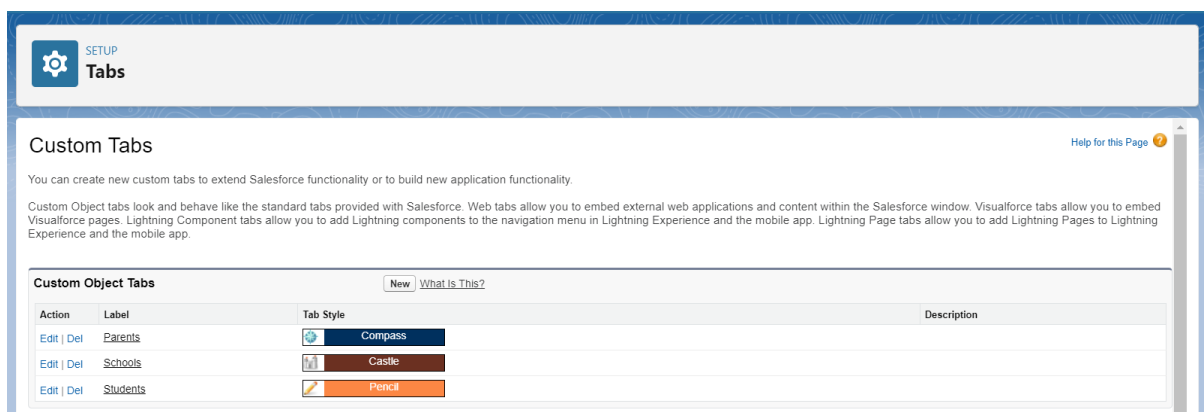 SETUP
Tabs
Custom Tabs
Help for this Page ?
You can create new custom tabs to extend Salesforce functionality or to build new application functionality.
Custom Object tabs look and behave like the standard tabs provided with Salesforce. Web tabs allow you to embed external web applications and content within the Salesforce window. Visualforce tabs allow you to embed
Visualforce pages. Lightning Component tabs allow you to add Lightning components to the navigation menu in Lightning Experience and the mobile app. Lightning Page tabs allow you to add Lightning Pages to Lightning
Experience and the mobile app.
Custom Object Tabs New What Is This?
Action Label Tab Style Description
Edit | Del Parents Compass
Edit | Del Schools Castle
Edit | Del Students Pencil